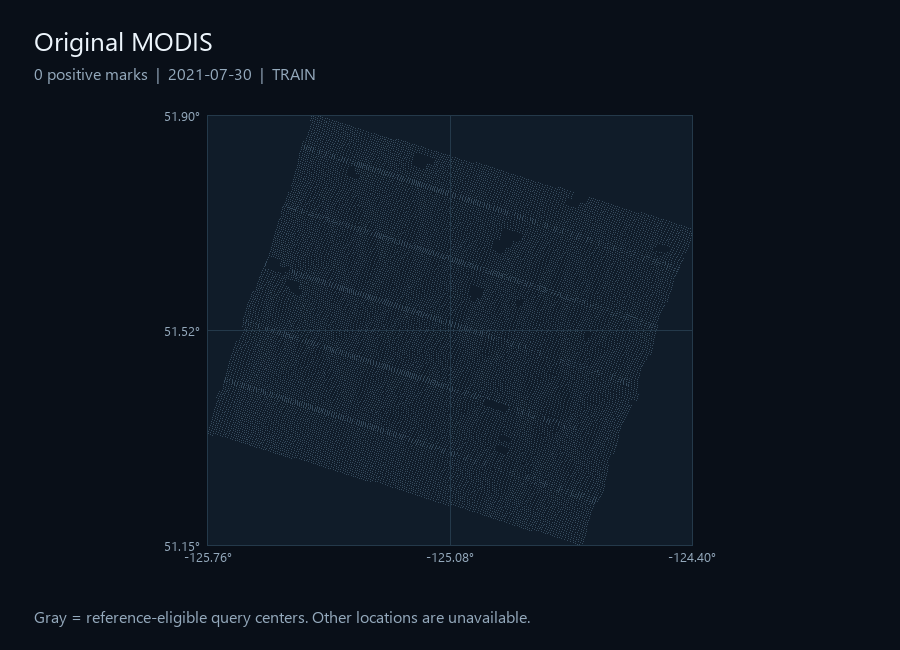 Original MODIS
0 positive marks | 2021-07-30 | TRAIN
51.90°
51.52°
51.15°
-125.76°
-125.08°
-124.40°
Gray = reference-eligible query centers. Other locations are unavailable.